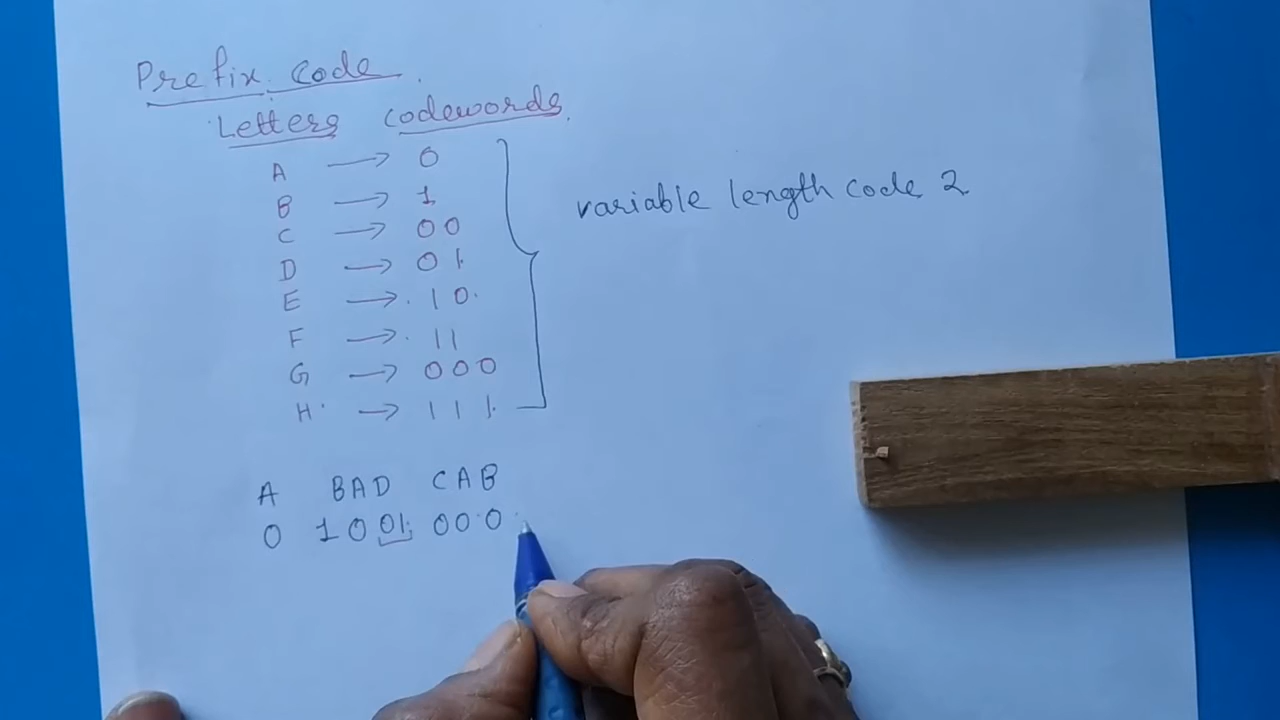 Prefix code
Letters codewords
A → 0
B → 1
C → 00
D → 01
E → 10
F → 11
G → 000
H → 111
variable length code 2
A BAD CAB
0 1001 000